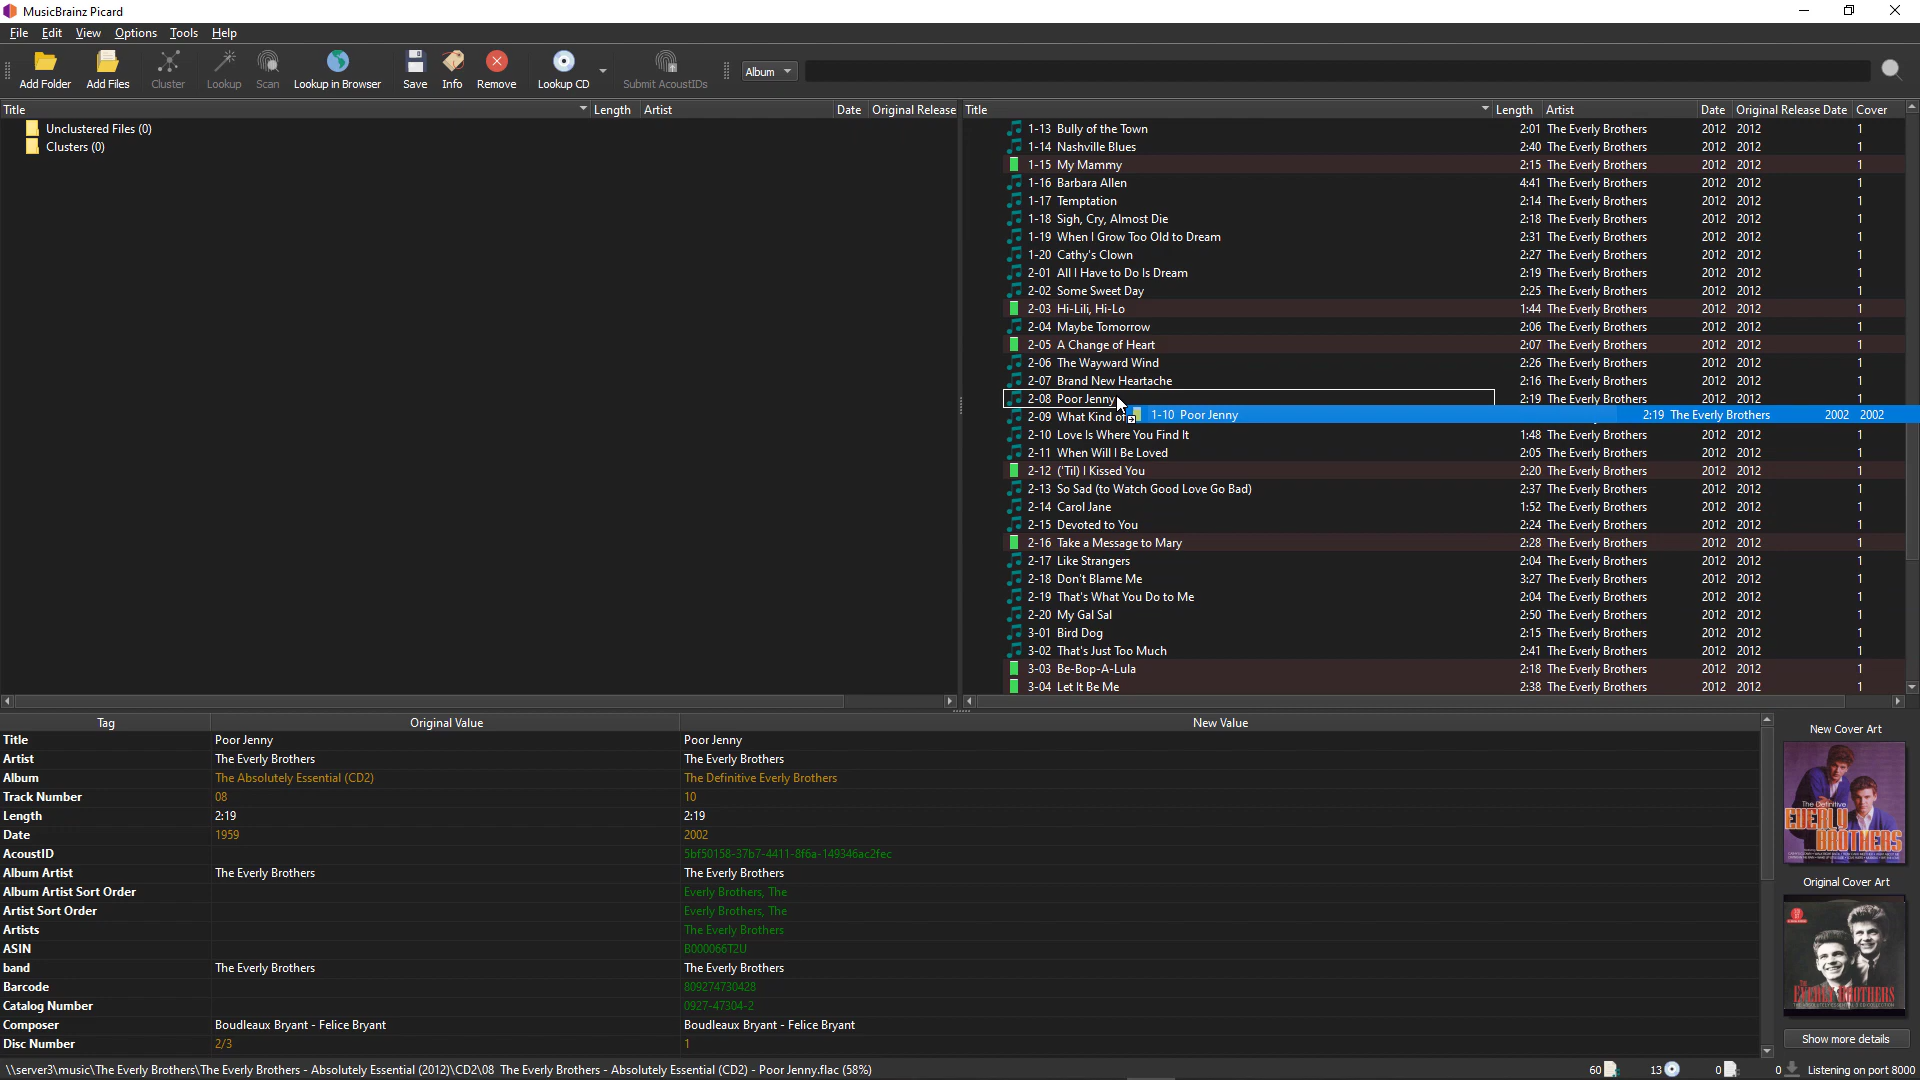 MusicBrainz Picard
File Edit View Options Tools Help
Add Folder Add Files Cluster Lookup Scan Lookup in Browser Save Info Remove Lookup CD Submit AcoustIDs Album
Title Length Artist Date Original Release
Unclustered Files (0)
Clusters (0)
Title Length Artist Date Original Release Date Cover
1-13 Bully of the Town 2:01 The Everly Brothers 2012 2012 1
1-14 Nashville Blues 2:40 The Everly Brothers 2012 2012 1
1-15 My Mammy 2:15 The Everly Brothers 2012 2012 1
1-16 Barbara Allen 4:41 The Everly Brothers 2012 2012 1
1-17 Temptation 2:14 The Everly Brothers 2012 2012 1
1-18 Sigh, Cry, Almost Die 2:18 The Everly Brothers 2012 2012 1
1-19 When I Grow Too Old to Dream 2:31 The Everly Brothers 2012 2012 1
1-20 Cathy's Clown 2:27 The Everly Brothers 2012 2012 1
2-01 All I Have to Do Is Dream 2:19 The Everly Brothers 2012 2012 1
2-02 Some Sweet Day 2:25 The Everly Brothers 2012 2012 1
2-03 Hi-Lili, Hi-Lo 1:44 The Everly Brothers 2012 2012 1
2-04 Maybe Tomorrow 2:06 The Everly Brothers 2012 2012 1
2-05 A Change of Heart 2:07 The Everly Brothers 2012 2012 1
2-06 The Wayward Wind 2:26 The Everly Brothers 2012 2012 1
2-07 Brand New Heartache 2:16 The Everly Brothers 2012 2012 1
2-08 Poor Jenny 2:19 The Everly Brothers 2012 2012 1
2-09 What Kind of 1-10 Poor Jenny 2:19 The Everly Brothers 2002 2002
2-10 Love Is Where You Find It 1:48 The Everly Brothers 2012 2012 1
2-11 When Will I Be Loved 2:05 The Everly Brothers 2012 2012 1
2-12 ('Til) I Kissed You 2:20 The Everly Brothers 2012 2012 1
2-13 So Sad (to Watch Good Love Go Bad) 2:37 The Everly Brothers 2012 2012 1
2-14 Carol Jane 1:52 The Everly Brothers 2012 2012 1
2-15 Devoted to You 2:24 The Everly Brothers 2012 2012 1
2-16 Take a Message to Mary 2:28 The Everly Brothers 2012 2012 1
2-17 Like Strangers 2:04 The Everly Brothers 2012 2012 1
2-18 Don't Blame Me 3:27 The Everly Brothers 2012 2012 1
2-19 That's What You Do to Me 2:04 The Everly Brothers 2012 2012 1
2-20 My Gal Sal 2:50 The Everly Brothers 2012 2012 1
3-01 Bird Dog 2:15 The Everly Brothers 2012 2012 1
3-02 That's Just Too Much 2:41 The Everly Brothers 2012 2012 1
3-03 Be-Bop-A-Lula 2:18 The Everly Brothers 2012 2012 1
3-04 Let It Be Me 2:38 The Everly Brothers 2012 2012 1
Tag Original Value New Value
Title Poor Jenny Poor Jenny
Artist The Everly Brothers The Everly Brothers
Album The Absolutely Essential (CD2) The Definitive Everly Brothers
Track Number 08 10
Length 2:19 2:19
Date 1959 2002
AcoustID 5bf50158-37b7-4411-8f6a-149346ac2fec
Album Artist The Everly Brothers The Everly Brothers
Album Artist Sort Order Everly Brothers, The
Artist Sort Order Everly Brothers, The
Artists The Everly Brothers
ASIN B000066T2U
band The Everly Brothers The Everly Brothers
Barcode 809274730428
Catalog Number 0927-47304-2
Composer Boudleaux Bryant - Felice Bryant Boudleaux Bryant - Felice Bryant
Disc Number 2/3 1
New Cover Art
The Definitive
EVERLY
BROTHERS
Original Cover Art
EVERLY BROTHERS
Show more details
\\server3\music\The Everly Brothers\The Everly Brothers - Absolutely Essential (2012)\CD2\08 The Everly Brothers - Absolutely Essential (CD2) - Poor Jenny.flac (58%)
60 13 0 0 Listening on port 8000